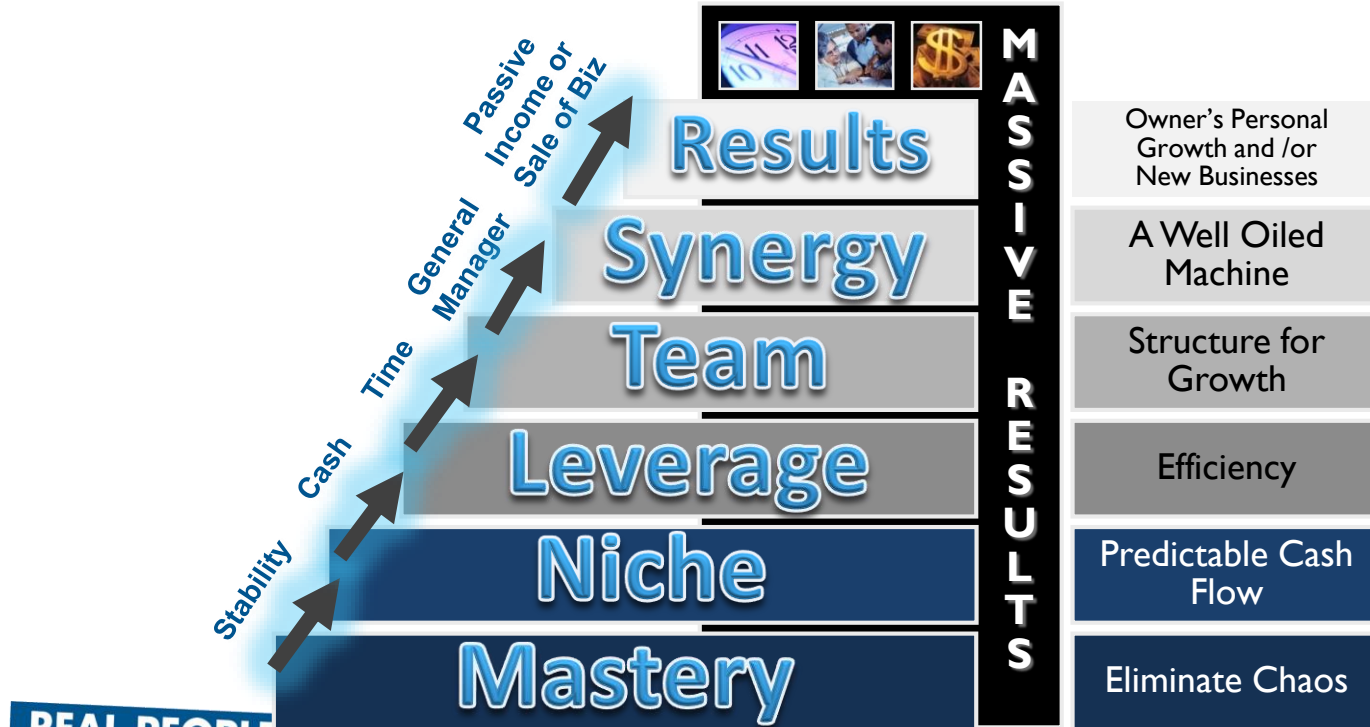 Passive
Income or
Sale of Biz
General
Manager
Time
Cash
Stability
MASSIVE RESULTS
Results
Owner's Personal
Growth and /or
New Businesses
Synergy
A Well Oiled
Machine
Team
Structure for
Growth
Leverage
Efficiency
Niche
Predictable Cash
Flow
Mastery
Eliminate Chaos
REAL PEOPLE